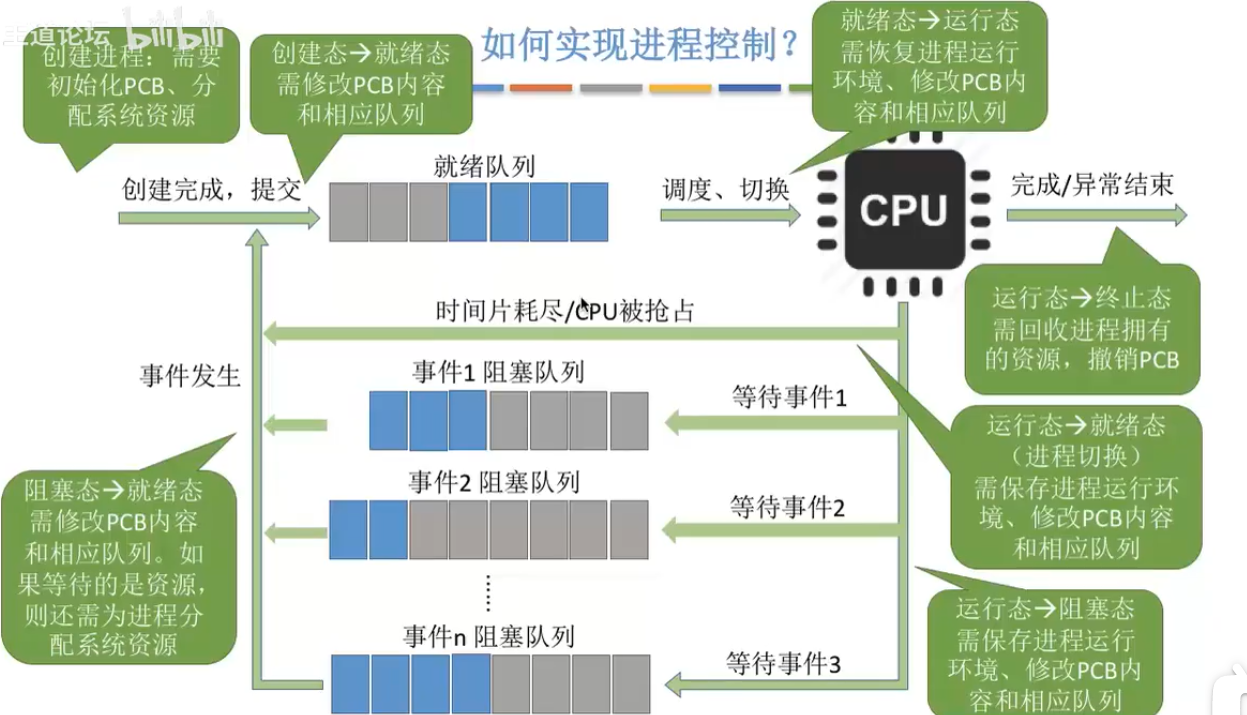 王道论坛 bilibili
如何实现进程控制？
创建进程：需要
初始化PCB、分
配系统资源
创建态→就绪态
需修改PCB内容
和相应队列
就绪态→运行态
需恢复进程运行
环境、修改PCB内
容和相应队列
创建完成，提交
就绪队列
调度、切换
CPU
完成/异常结束
运行态→终止态
需回收进程拥有
的资源，撤销PCB
时间片耗尽/CPU被抢占
事件发生
事件1 阻塞队列
等待事件1
运行态→就绪态
（进程切换）
需保存进程运行环
境、修改PCB内容
和相应队列
阻塞态→就绪态
需修改PCB内容
和相应队列。如
果等待的是资源，
则还需为进程分
配系统资源
事件2 阻塞队列
等待事件2
......
事件n 阻塞队列
等待事件3
运行态→阻塞态
需保存进程运行
环境、修改PCB内
容和相应队列